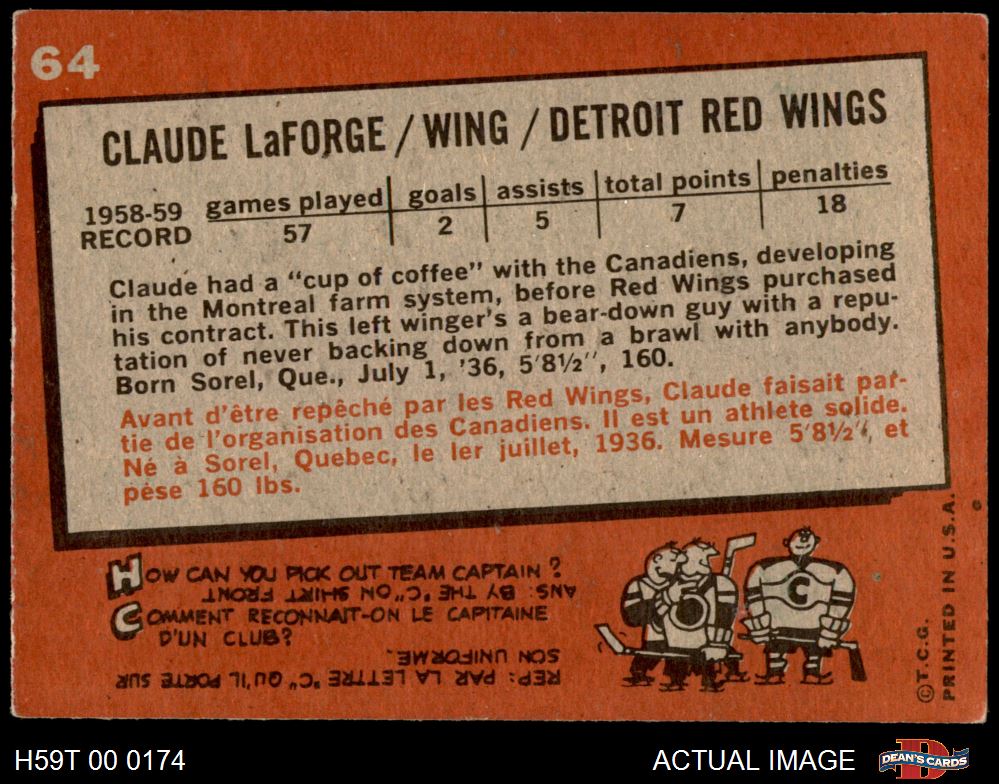 64
CLAUDE LaFORGE / WING / DETROIT RED WINGS
1958-59 RECORD
games played | goals | assists | total points | penalties
57 | 2 | 5 | 7 | 18
Claude had a “cup of coffee” with the Canadiens, developing
in the Montreal farm system, before Red Wings purchased
his contract. This left winger's a bear-down guy with a repu-
tation of never backing down from a brawl with anybody.
Born Sorel, Que., July 1, '36, 5'8½", 160.
Avant d'être repêché par les Red Wings, Claude faisait par-
tie de l'organisation des Canadiens. Il est un athlete solide.
Né à Sorel, Quebec, le ler juillet, 1936. Mesure 5'8½", et
pèse 160 lbs.
HOW CAN YOU PICK OUT TEAM CAPTAIN?
ANS: BY THE "C", ON SHIRT FRONT
COMMENT RECONNAIT-ON LE CAPITAINE
D'UN CLUB?
REP: PAR LA LETTRE "C" QU'IL PORTE SUR
SON UNIFORME.
C
©T.C.G.
PRINTED IN U.S.A.
H59T 00 0174
ACTUAL IMAGE
D
DEAN'S CARDS